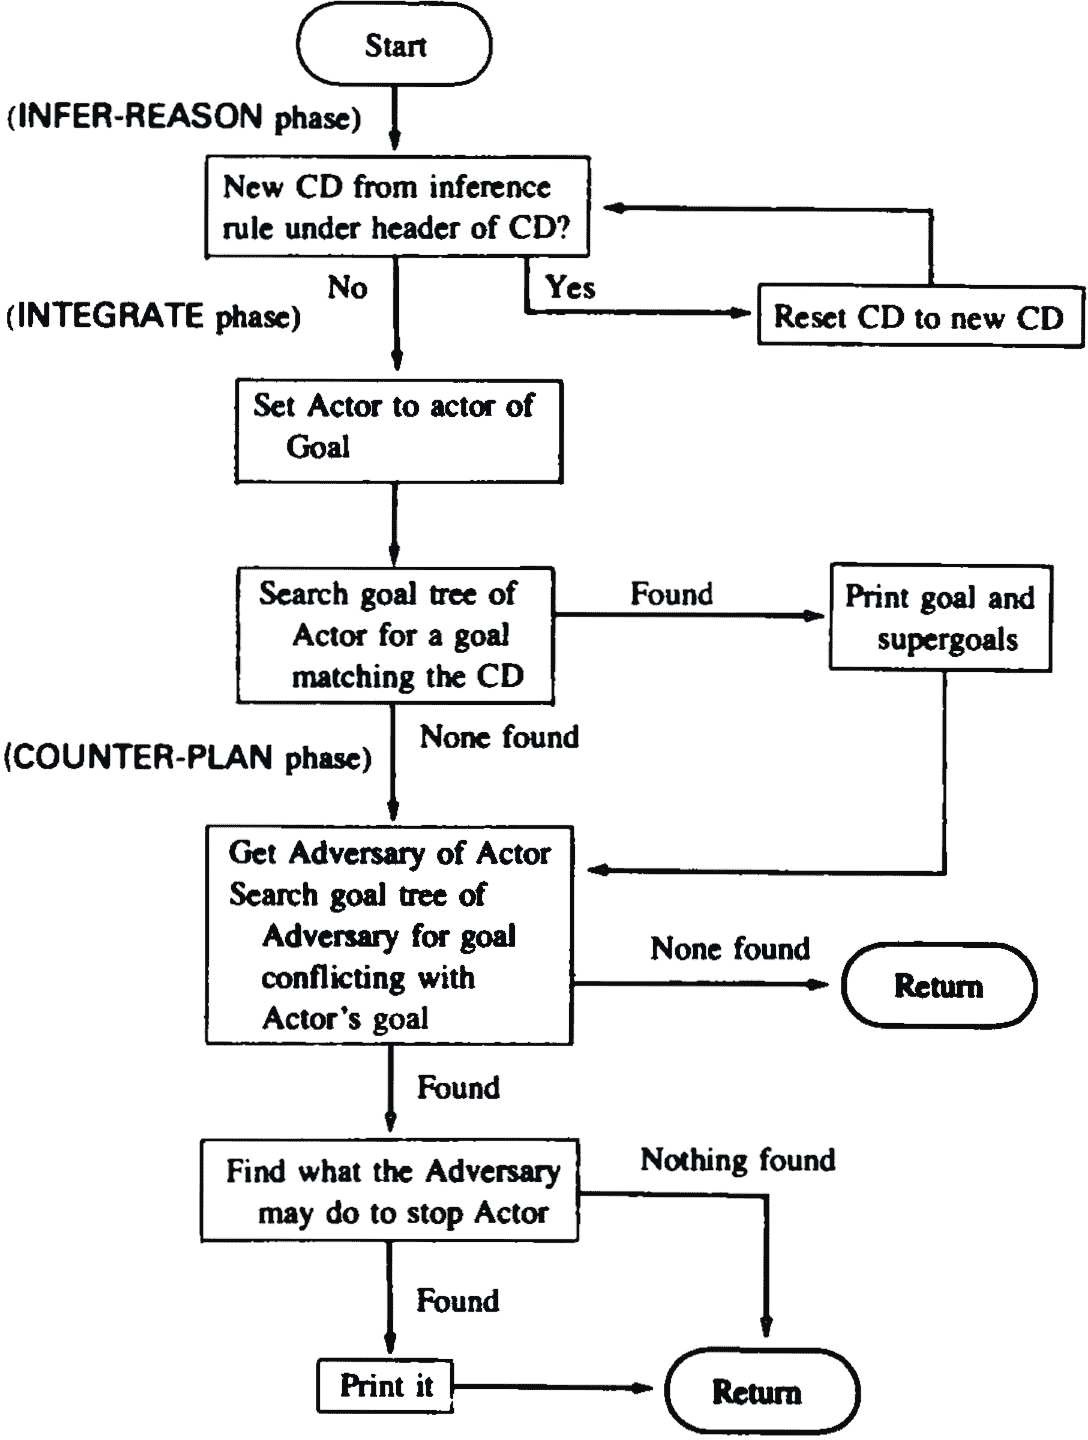 Start
(INFER-REASON phase)
New CD from inference
rule under header of CD?
No
Yes
(INTEGRATE phase)
Reset CD to new CD
Set Actor to actor of
Goal
Search goal tree of
Actor for a goal
matching the CD
Found
Print goal and
supergoals
None found
(COUNTER-PLAN phase)
Get Adversary of Actor
Search goal tree of
Adversary for goal
conflicting with
Actor's goal
None found
Return
Found
Find what the Adversary
may do to stop Actor
Nothing found
Found
Print it
Return